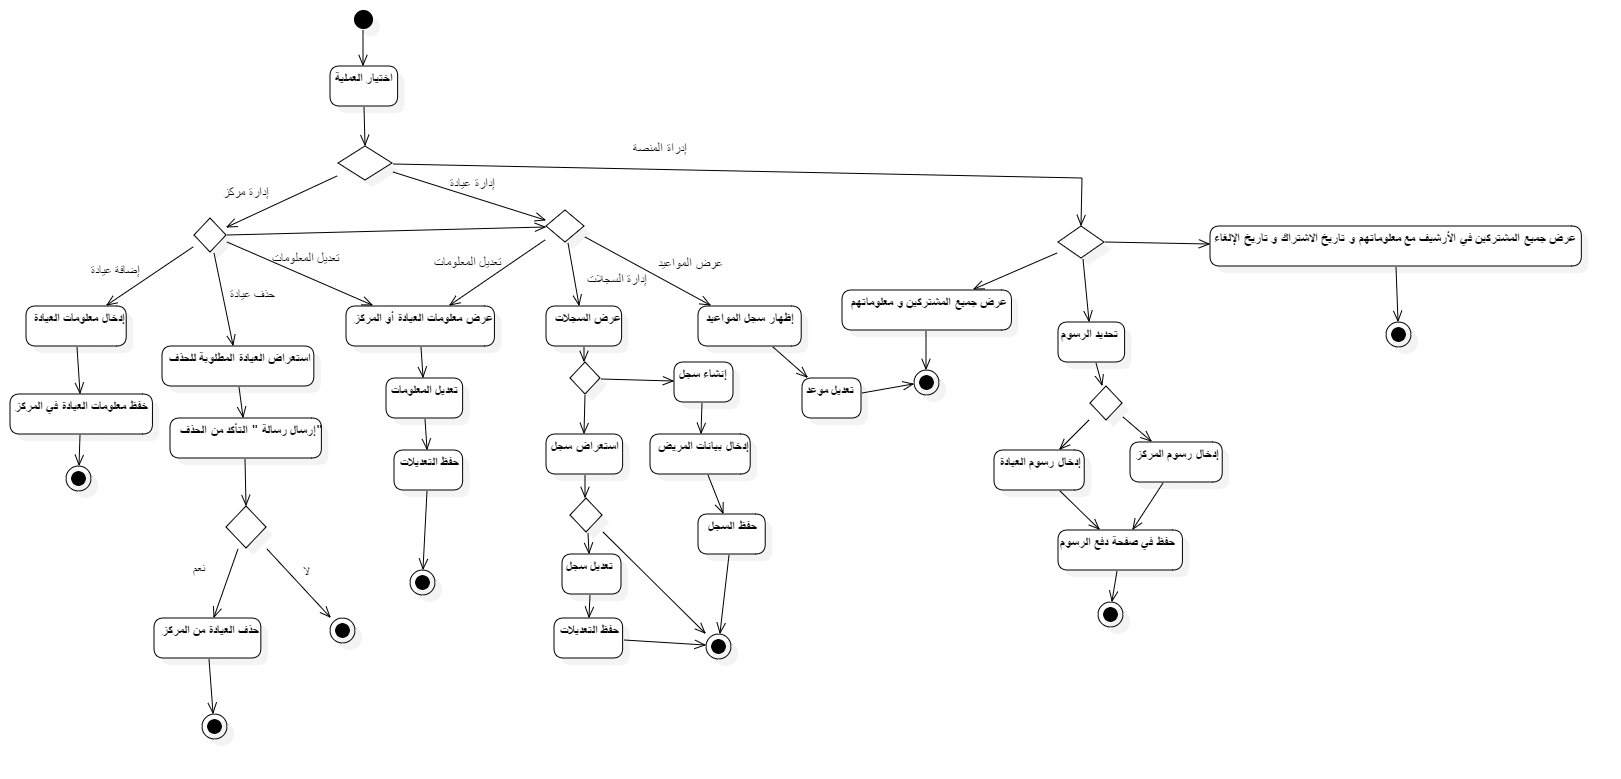 اختيار العملية
إدراة المنصة
إدارة مركز
إدارة عيادة
إضافة عيادة
حذف عيادة
تعديل المعلومات
تعديل المعلومات
إدارة السجلات
عرض المواعيد
عرض جميع المشتركين في الأرشيف مع معلوماتهم و تاريخ الاشتراك و تاريخ الإلغاء
إدخال معلومات العيادة
استعراض العيادة المطلوبة للحذف
عرض معلومات العيادة أو المركز
عرض السجلات
إظهار سجل المواعيد
عرض جميع المشتركين و معلوماتهم
تحديد الرسوم
حفظ معلومات العيادة في المركز
إرسال رسالة " التأكد من الحذف"
تعديل المعلومات
إنشاء سجل
تعديل موعد
حفظ التعديلات
استعراض سجل
إدخال بيانات المريض
إدخال رسوم العيادة
إدخال رسوم المركز
حفظ السجل
حفظ في صفحة دفع الرسوم
نعم
لا
تعديل سجل
حذف العيادة من المركز
حفظ التعديلات